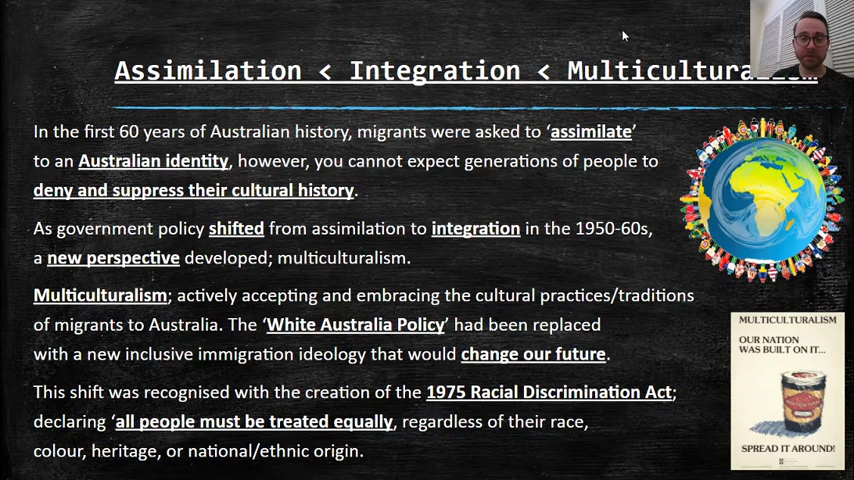 Assimilation < Integration < Multiculturalism
In the first 60 years of Australian history, migrants were asked to ‘assimilate’
to an Australian identity, however, you cannot expect generations of people to
deny and suppress their cultural history.
As government policy shifted from assimilation to integration in the 1950-60s,
a new perspective developed; multiculturalism.
Multiculturalism; actively accepting and embracing the cultural practices/traditions
of migrants to Australia. The ‘White Australia Policy’ had been replaced
with a new inclusive immigration ideology that would change our future.
This shift was recognised with the creation of the 1975 Racial Discrimination Act;
declaring ‘all people must be treated equally, regardless of their race,
colour, heritage, or national/ethnic origin.
MULTICULTURALISM
OUR NATION
WAS BUILT ON IT...
SPREAD IT AROUND!